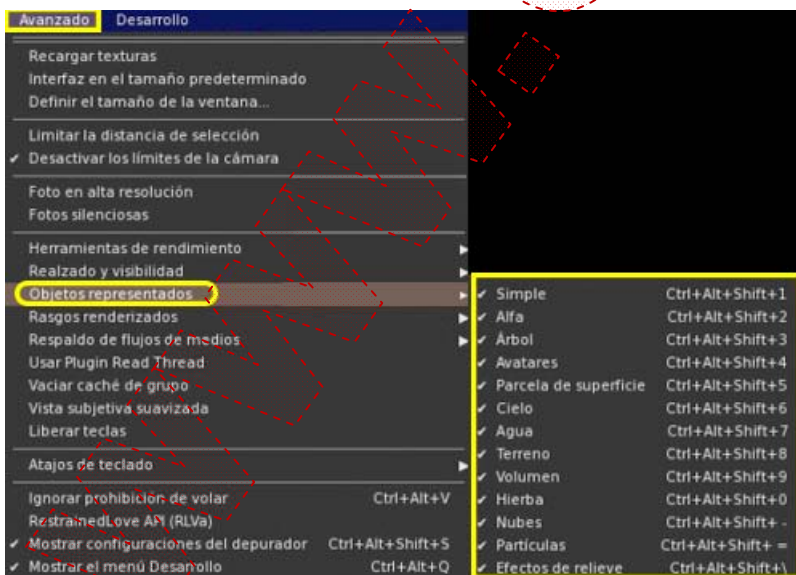 Avanzado Desarrollo
Recargar texturas
Interfaz en el tamaño predeterminado
Definir el tamaño de la ventana...
Limitar la distancia de selección
✔ Desactivar los límites de la cámara
Foto en alta resolución
Fotos silenciosas
Herramientas de rendimiento
Realzado y visibilidad
Objetos representados
Rasgos renderizados
Respaldo de flujos de medios
Usar Plugin Read Thread
Vaciar caché de grupo
Vista subjetiva suavizada
Liberar teclas
Atajos de teclado
Ignorar prohibición de volar Ctrl+Alt+V
RestrainedLove API (RLVa)
✔ Mostrar configuraciones del depurador Ctrl+Alt+Shift+S
✔ Mostrar el menú Desarrollo Ctrl+Alt+Q
✔ Simple Ctrl+Alt+Shift+1
✔ Alfa Ctrl+Alt+Shift+2
✔ Árbol Ctrl+Alt+Shift+3
✔ Avatares Ctrl+Alt+Shift+4
✔ Parcela de superficie Ctrl+Alt+Shift+5
✔ Cielo Ctrl+Alt+Shift+6
✔ Agua Ctrl+Alt+Shift+7
✔ Terreno Ctrl+Alt+Shift+8
✔ Volumen Ctrl+Alt+Shift+9
✔ Hierba Ctrl+Alt+Shift+0
✔ Nubes Ctrl+Alt+Shift+ -
✔ Partículas Ctrl+Alt+Shift+ =
✔ Efectos de relieve Ctrl+Alt+Shift+\